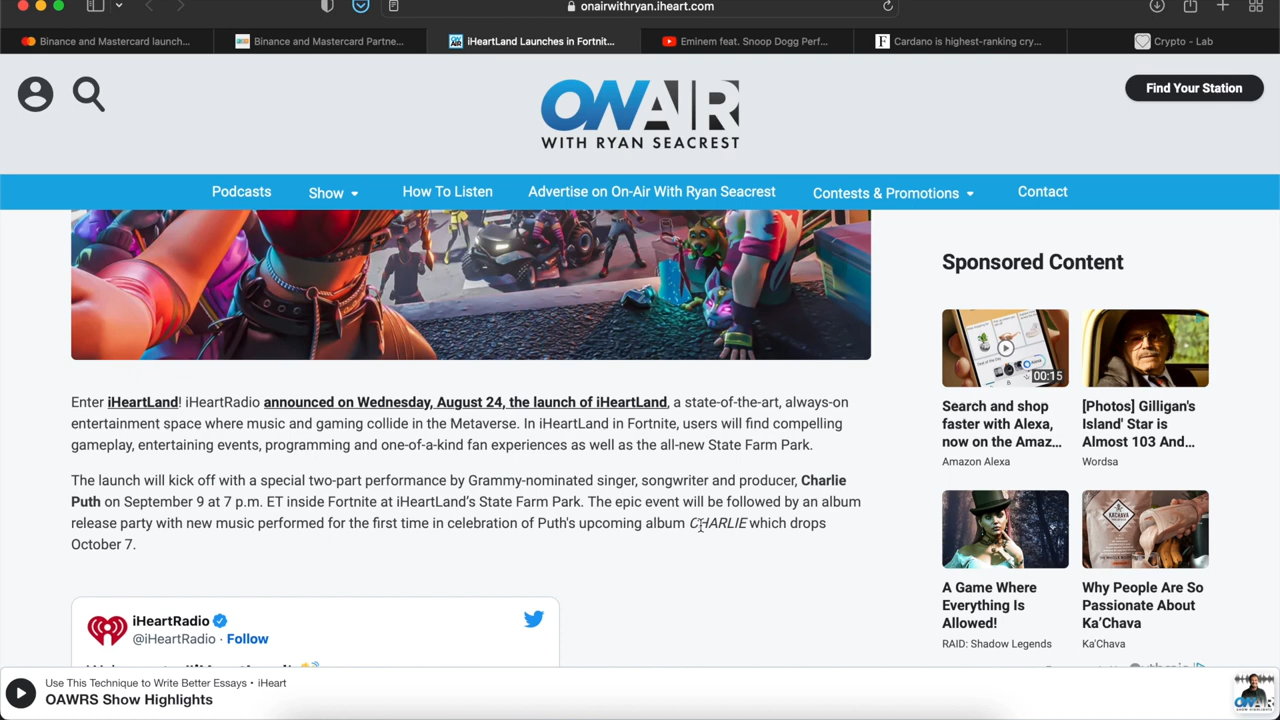 onairwithryan.iheart.com
Binance and Mastercard launch...
Binance and Mastercard Partne...
iHeartLand Launches in Fortnit...
Eminem feat. Snoop Dogg Perf...
Cardano is highest-ranking cry...
Crypto – Lab
ON AIR
WITH RYAN SEACREST
Find Your Station
Podcasts
Show
How To Listen
Advertise on On-Air With Ryan Seacrest
Contests & Promotions
Contact
Enter iHeartLand! iHeartRadio announced on Wednesday, August 24, the launch of iHeartLand, a state-of-the-art, always-on
entertainment space where music and gaming collide in the Metaverse. In iHeartLand in Fortnite, users will find compelling
gameplay, entertaining events, programming and one-of-a-kind fan experiences as well as the all-new State Farm Park.
The launch will kick off with a special two-part performance by Grammy-nominated singer, songwriter and producer, Charlie
Puth on September 9 at 7 p.m. ET inside Fortnite at iHeartLand's State Farm Park. The epic event will be followed by an album
release party with new music performed for the first time in celebration of Puth's upcoming album CHARLIE which drops
October 7.
iHeartRadio
@iHeartRadio · Follow
Sponsored Content
00:15
Search and shop
faster with Alexa,
now on the Amaz...
Amazon Alexa
[Photos] Gilligan's
Island' Star is
Almost 103 And...
Wordsa
A Game Where
Everything Is
Allowed!
RAID: Shadow Legends
KACHAVA
Why People Are So
Passionate About
Ka'Chava
Ka'Chava
Use This Technique to Write Better Essays • iHeart
OAWRS Show Highlights